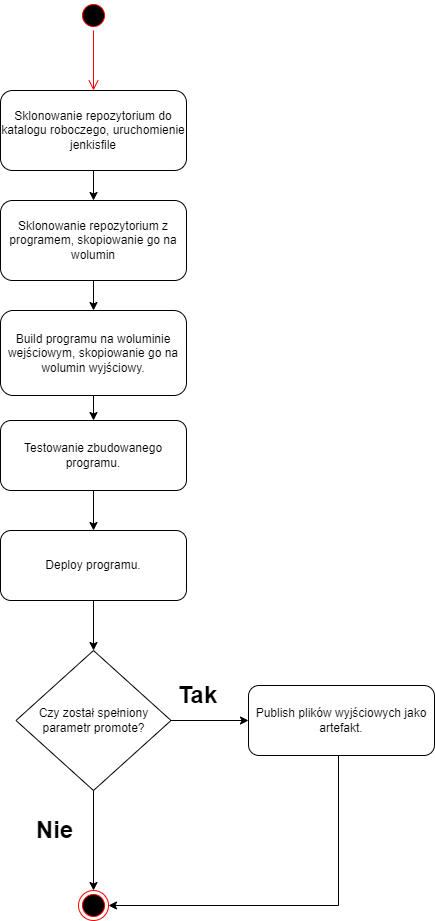 Sklonowanie repozytorium do
katalogu roboczego, uruchomienie
jenkisfile
Sklonowanie repozytorium z
programem, skopiowanie go na
wolumin
Build programu na woluminie
wejściowym, skopiowanie go na
wolumin wyjściowy.
Testowanie zbudowanego
programu.
Deploy programu.
Czy został spełniony
parametr promote?
Tak
Publish plików wyjściowych jako
artefakt.
Nie